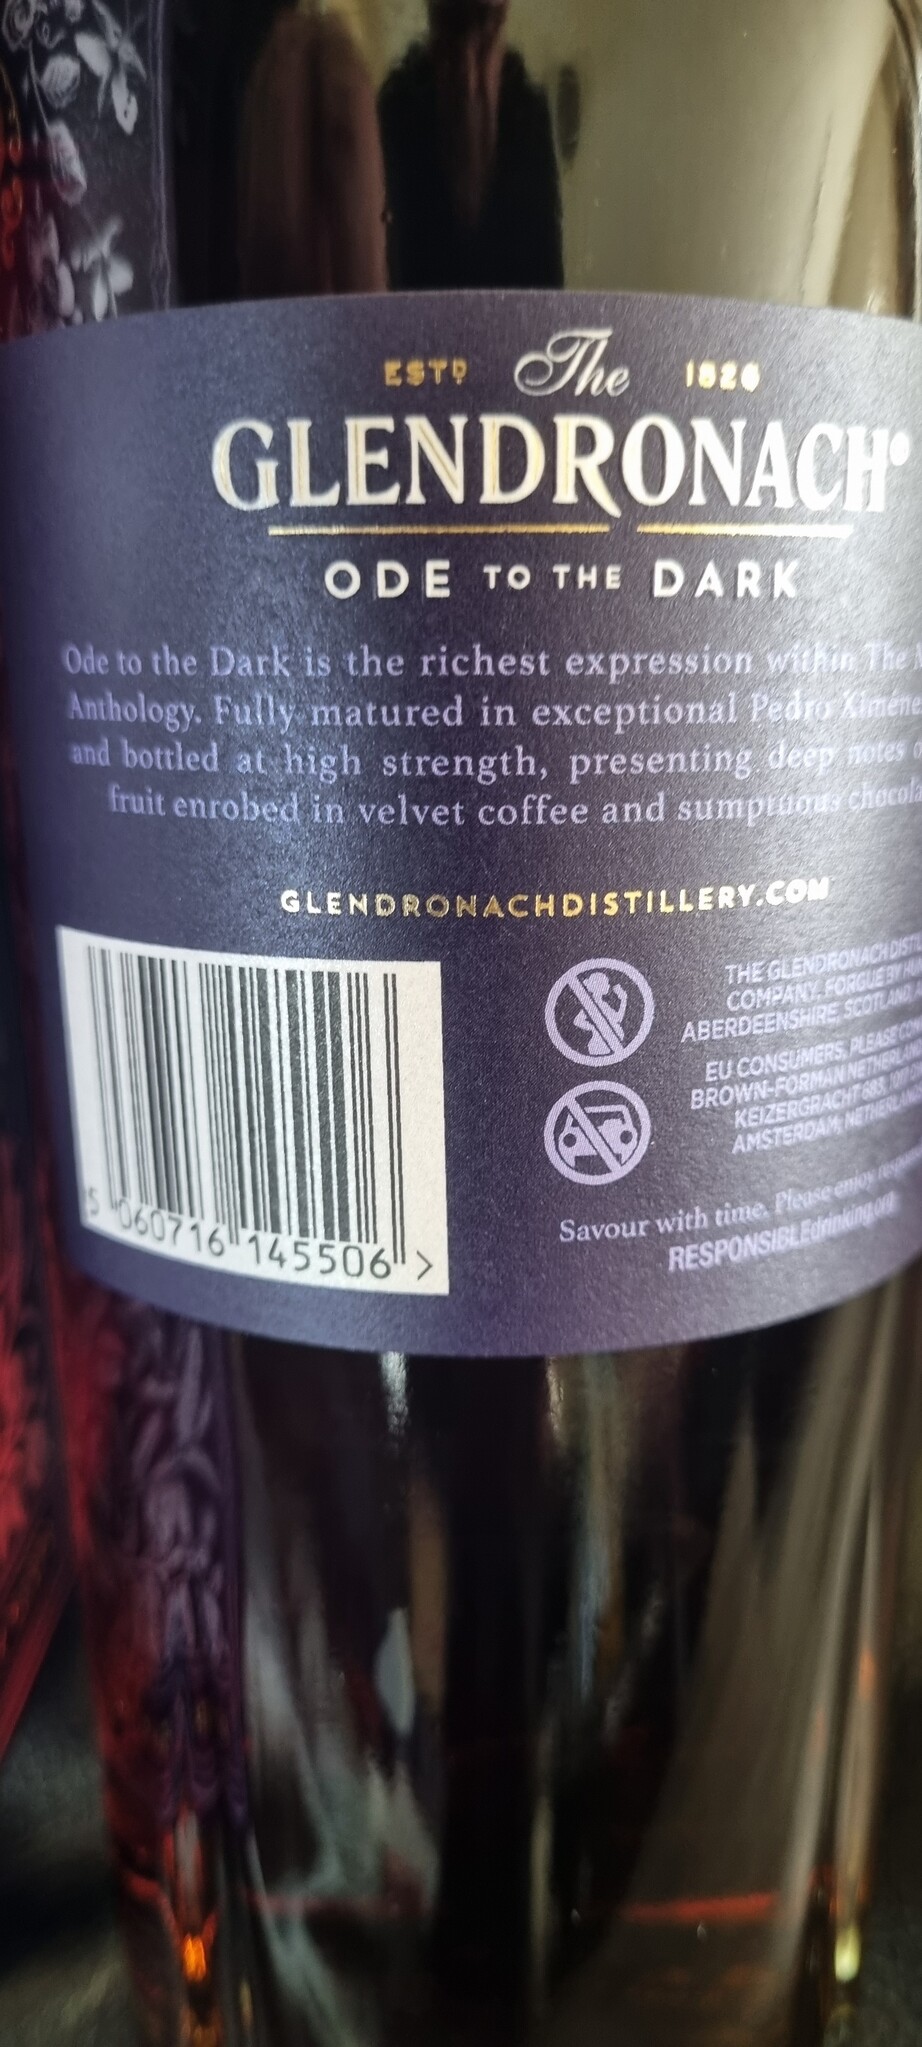 ESTD The 1826
GLENDRONACH®
ODE TO THE DARK
Ode to the Dark is the richest expression within The
Anthology. Fully matured in exceptional Pedro
and bottled at high strength, presenting deep notes
fruit enrobed in velvet coffee and sumptuous
GLENDRONACHDISTILLERY.COM
THE GLENDRONACH
COMPANY, FORGUE BY
ABERDEENSHIRE, SCOTLAND
EU CONSUMERS, PLEASE
BROWN-FORMAN
KEIZERGRACHT
AMSTERDAM,
Savour with time. Please enjoy
RESPONSIBLEdrinking.org
5 060716 145506 >